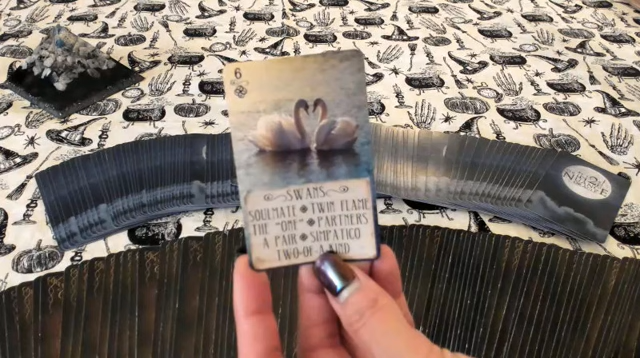 6
SWANS
SOULMATE ◆ TWIN FLAME
THE "ONE" ◆ PARTNERS
A PAIR ◆ SIMPATICO
TWO-OF-A-KIND